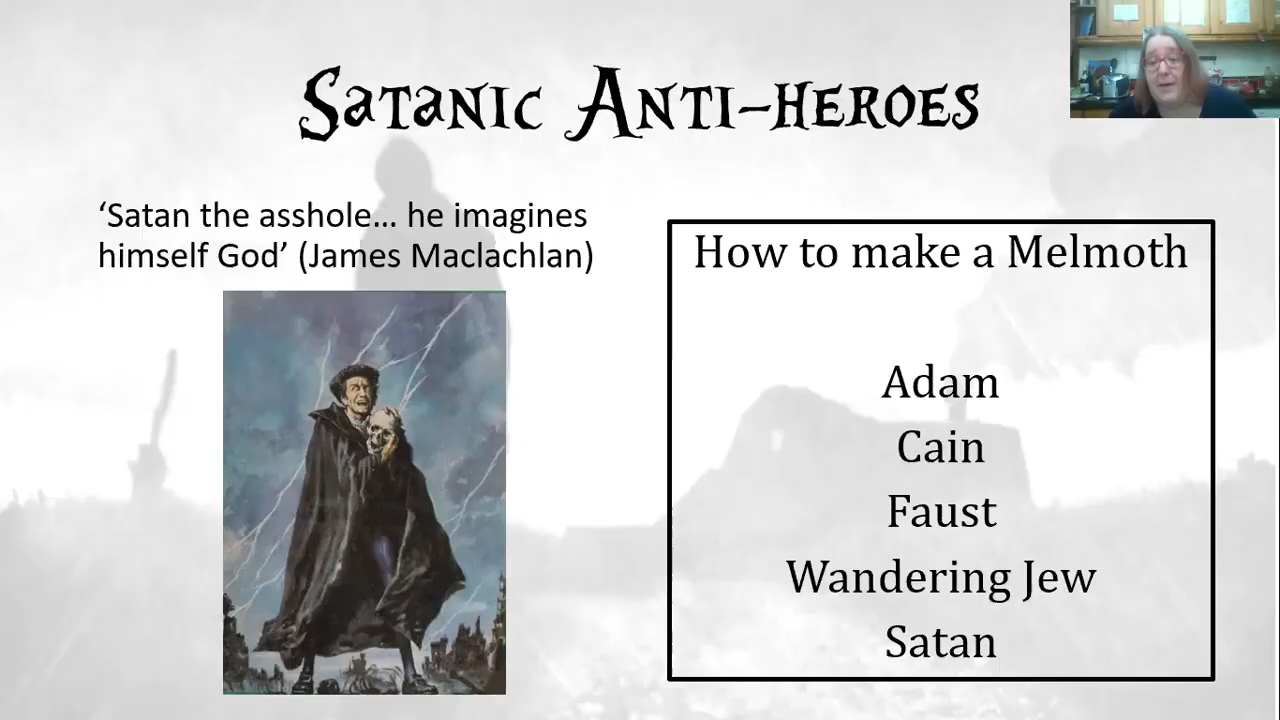 Satanic Anti-heroes
‘Satan the asshole… he imagines
himself God’ (James Maclachlan)
How to make a Melmoth
Adam
Cain
Faust
Wandering Jew
Satan